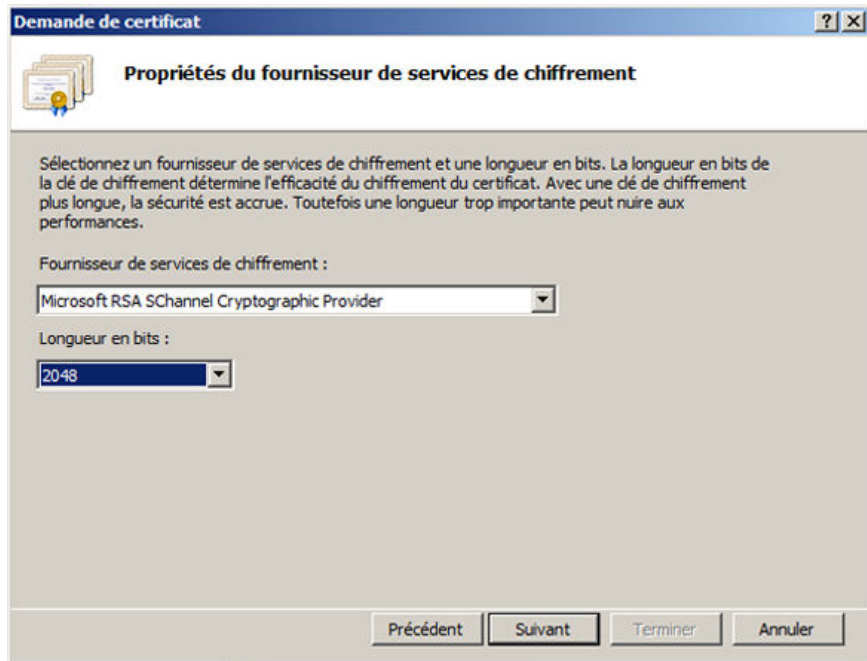 Demande de certificat
Propriétés du fournisseur de services de chiffrement
Sélectionnez un fournisseur de services de chiffrement et une longueur en bits. La longueur en bits de
la clé de chiffrement détermine l'efficacité du chiffrement du certificat. Avec une clé de chiffrement
plus longue, la sécurité est accrue. Toutefois une longueur trop importante peut nuire aux
performances.
Fournisseur de services de chiffrement :
Microsoft RSA SChannel Cryptographic Provider
Longueur en bits :
2048
Précédent Suivant Terminer Annuler